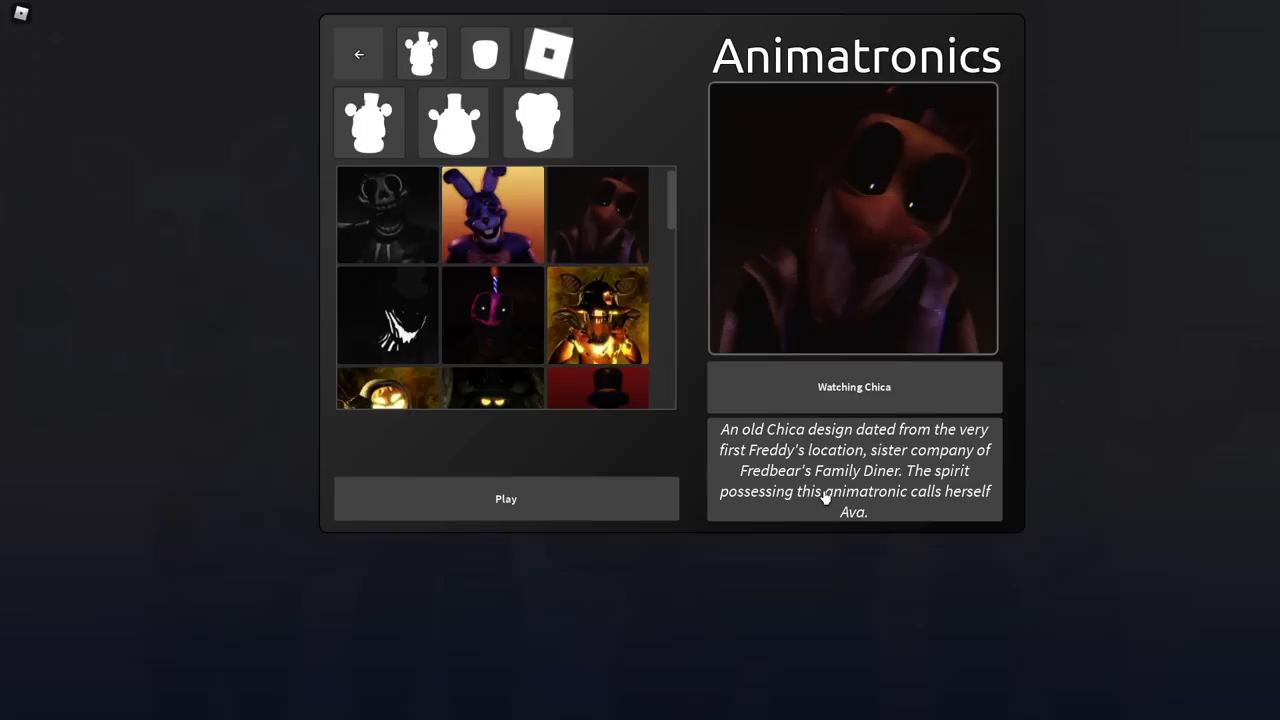 Animatronics
Watching Chica
An old Chica design dated from the very
first Freddy's location, sister company of
Fredbear's Family Diner. The spirit
possessing this animatronic calls herself
Ava.
Play